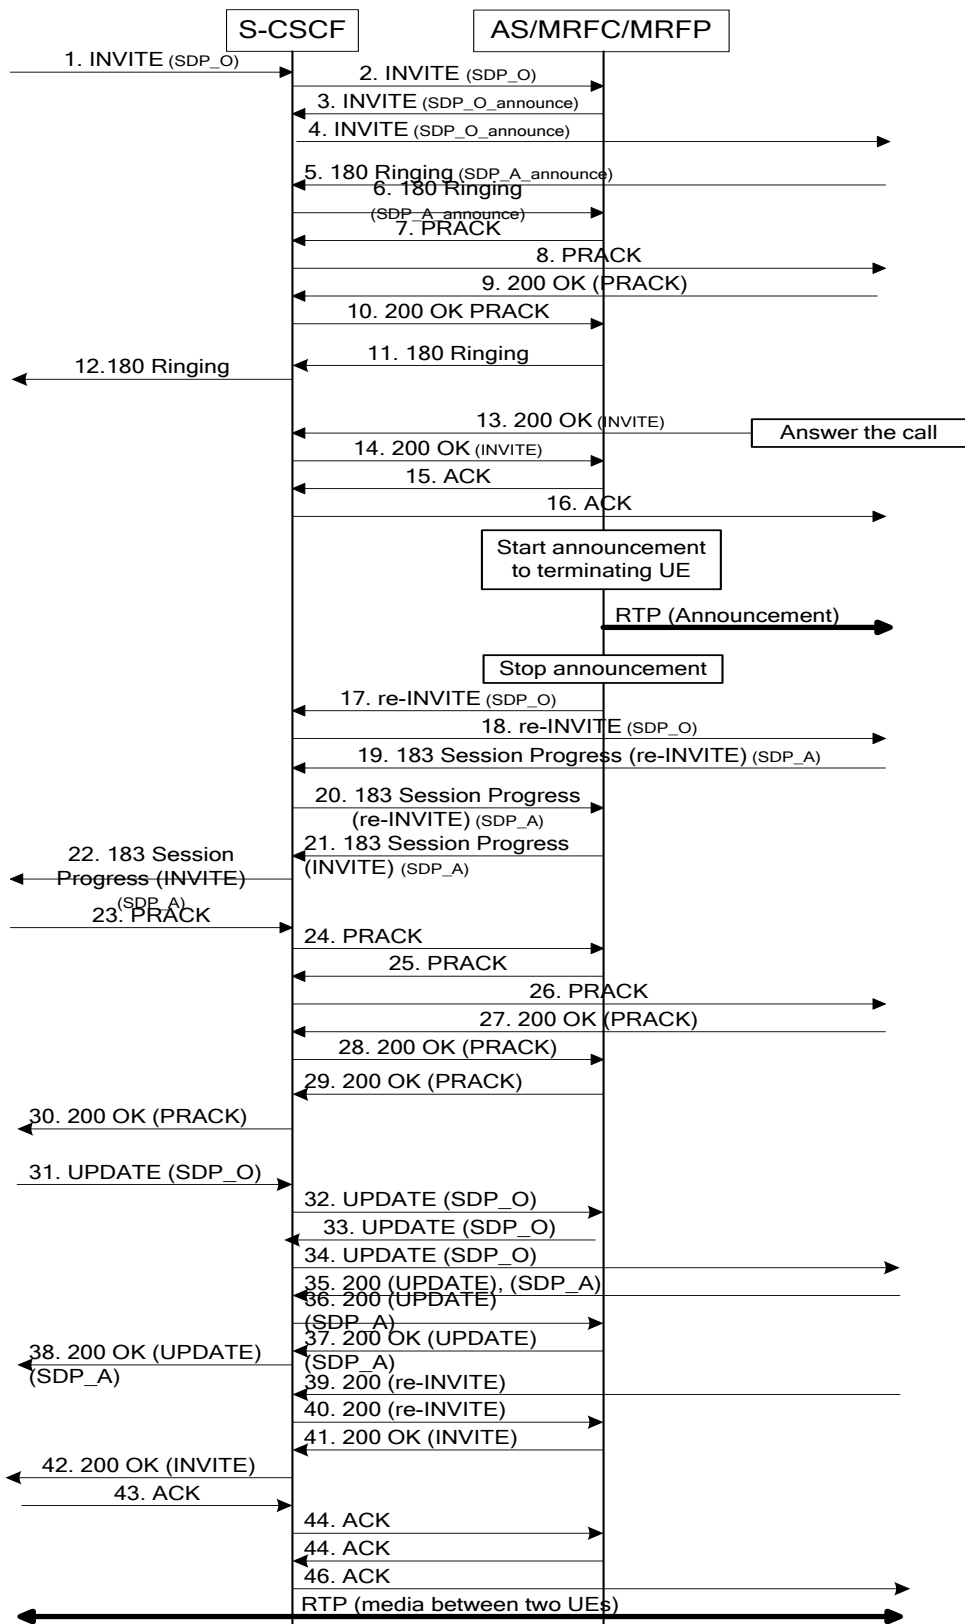 S-CSCF
AS/MRFC/MRFP
1. INVITE (SDP_O)
2. INVITE (SDP_O)
3. INVITE (SDP_O_announce)
4. INVITE (SDP_O_announce)
5. 180 Ringing (SDP_A_announce)
6. 180 Ringing
(SDP_A_announce)
7. PRACK
8. PRACK
9. 200 OK (PRACK)
10. 200 OK PRACK
11. 180 Ringing
12.180 Ringing
13. 200 OK (INVITE)
Answer the call
14. 200 OK (INVITE)
15. ACK
16. ACK
Start announcement
to terminating UE
RTP (Announcement)
Stop announcement
17. re-INVITE (SDP_O)
18. re-INVITE (SDP_O)
19. 183 Session Progress (re-INVITE) (SDP_A)
20. 183 Session Progress
(re-INVITE) (SDP_A)
21. 183 Session Progress
(INVITE) (SDP_A)
22. 183 Session
Progress (INVITE)
(SDP_A)
23. PRACK
24. PRACK
25. PRACK
26. PRACK
27. 200 OK (PRACK)
28. 200 OK (PRACK)
29. 200 OK (PRACK)
30. 200 OK (PRACK)
31. UPDATE (SDP_O)
32. UPDATE (SDP_O)
33. UPDATE (SDP_O)
34. UPDATE (SDP_O)
35. 200 (UPDATE), (SDP_A)
36. 200 (UPDATE)
(SDP_A)
37. 200 OK (UPDATE)
(SDP_A)
38. 200 OK (UPDATE)
(SDP_A)
39. 200 (re-INVITE)
40. 200 (re-INVITE)
41. 200 OK (INVITE)
42. 200 OK (INVITE)
43. ACK
44. ACK
44. ACK
46. ACK
RTP (media between two UEs)